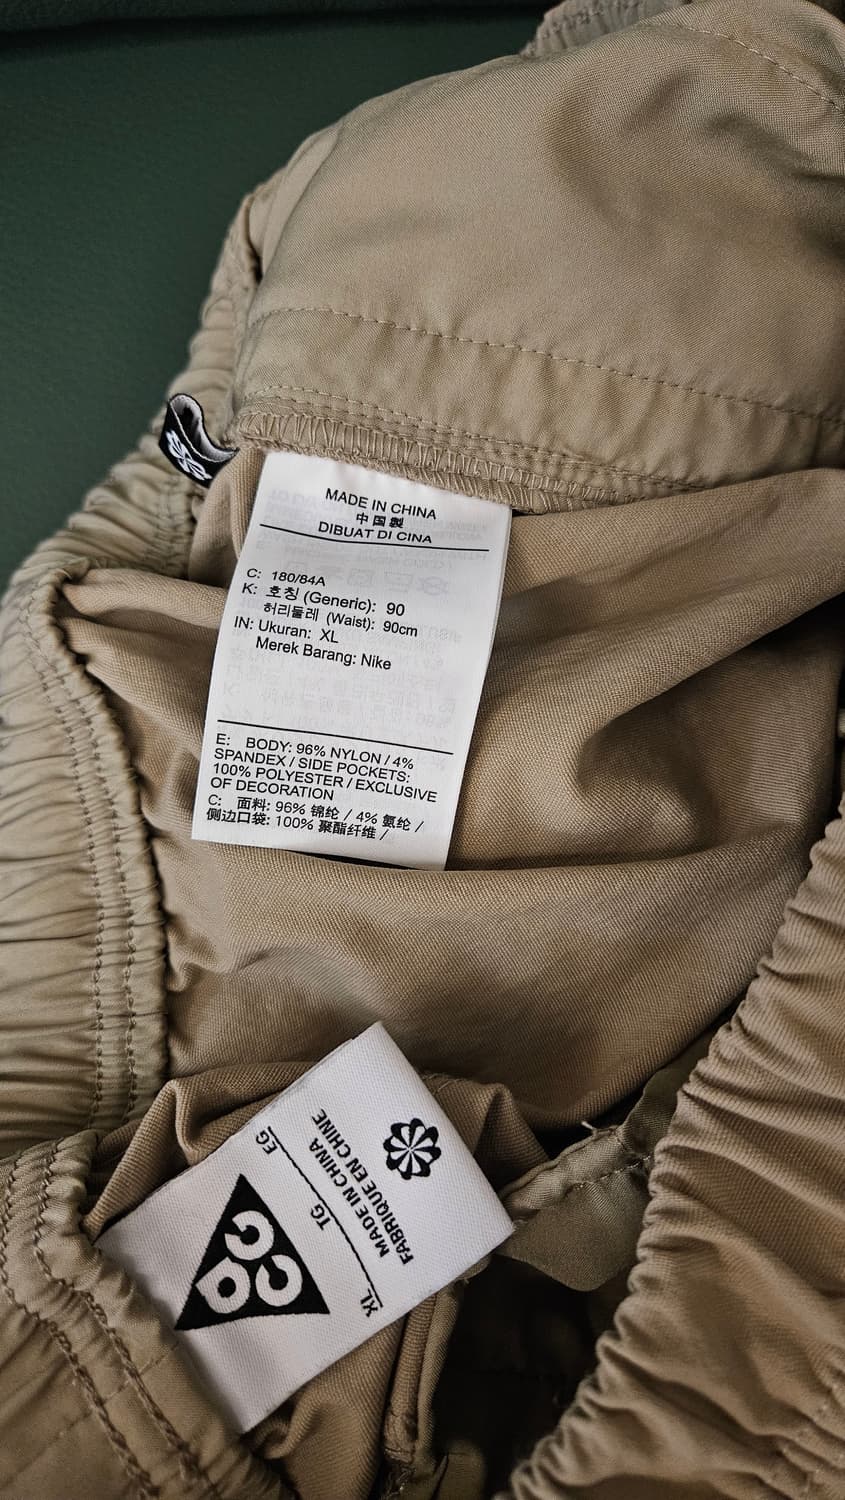 MADE IN CHINA
中国製
DIBUAT DI CINA
C: 180/84A
K: 호칭 (Generic): 90
허리둘레 (Waist): 90cm
IN: Ukuran: XL
Merek Barang: Nike
E: BODY: 96% NYLON / 4%
SPANDEX / SIDE POCKETS:
100% POLYESTER / EXCLUSIVE
OF DECORATION
C: 面料: 96% 锦纶 / 4% 氨纶 /
侧边口袋: 100% 聚酯纤维 /
ACG
EG TG XL
MADE IN CHINA
FABRIQUE EN CHINE